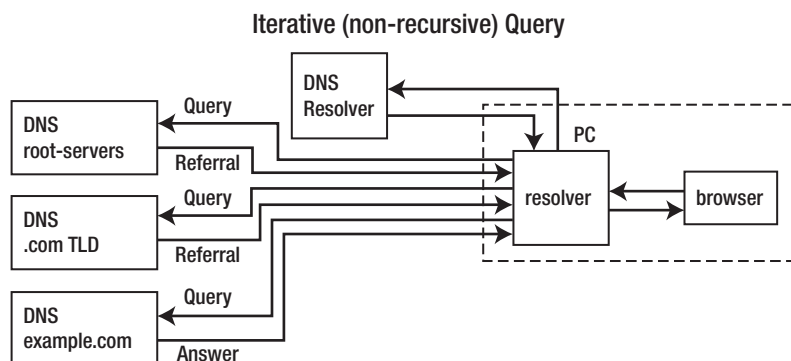 Iterative (non-recursive) Query
DNS
Resolver
PC
Query
DNS
root-servers
Referral
resolver
browser
Query
DNS
.com TLD
Referral
Query
DNS
example.com
Answer